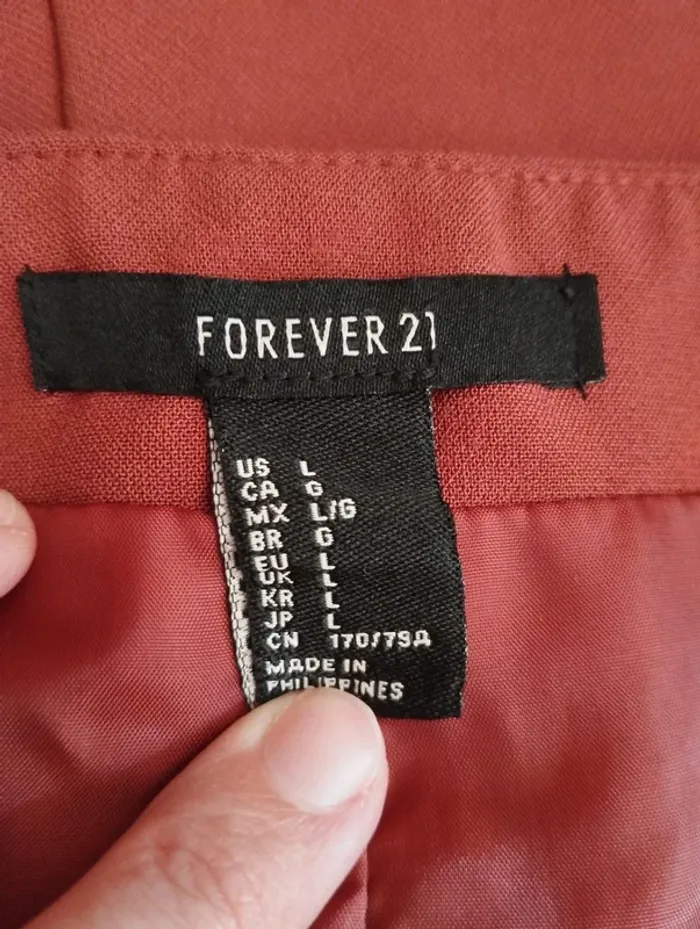 FOREVER 21
US L
CA G
MX L/G
BR G
EU L
UK L
KR L
JP L
CN 170/79A
MADE IN
PHILIPPINES